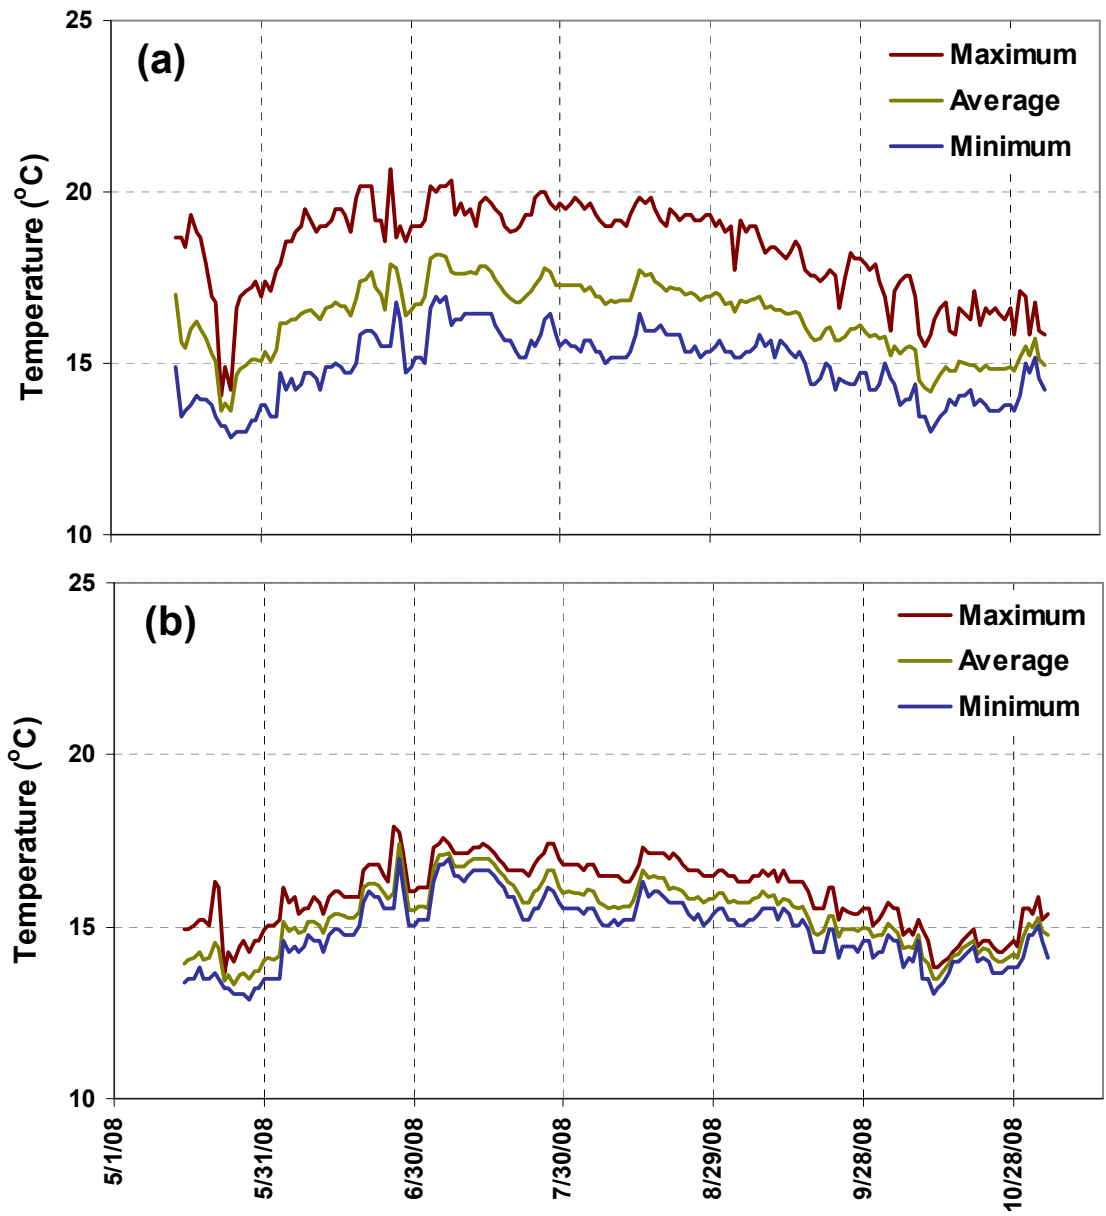 25
(a)
Maximum
Average
Minimum
20
15
10
Temperature (°C)
25
(b)
Maximum
Average
Minimum
20
15
10
Temperature (°C)
5/1/08
5/31/08
6/30/08
7/30/08
8/29/08
9/28/08
10/28/08